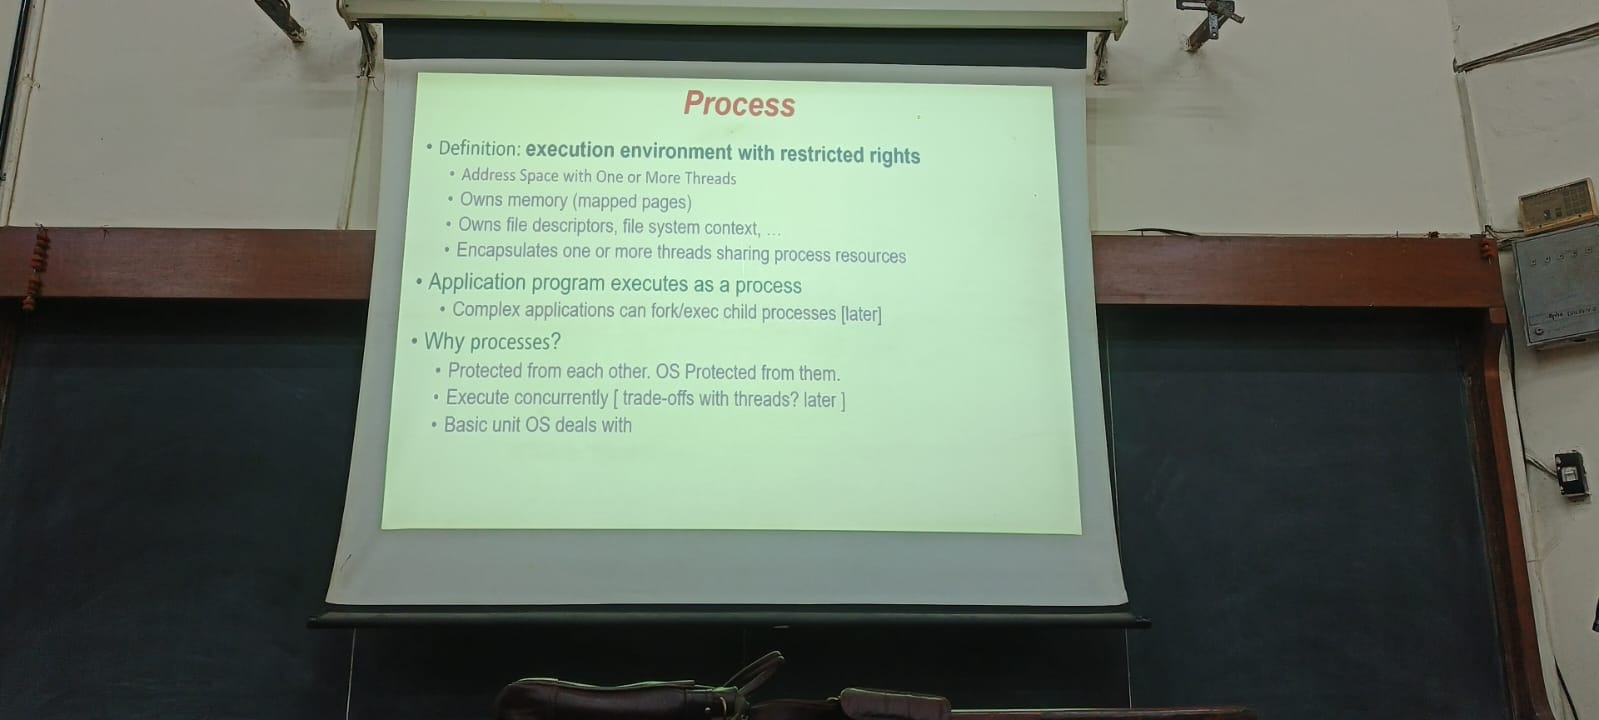 Process
• Definition: execution environment with restricted rights
• Address Space with One or More Threads
• Owns memory (mapped pages)
• Owns file descriptors, file system context, ...
• Encapsulates one or more threads sharing process resources
• Application program executes as a process
• Complex applications can fork/exec child processes [later]
• Why processes?
• Protected from each other. OS Protected from them.
• Execute concurrently [ trade-offs with threads? later ]
• Basic unit OS deals with